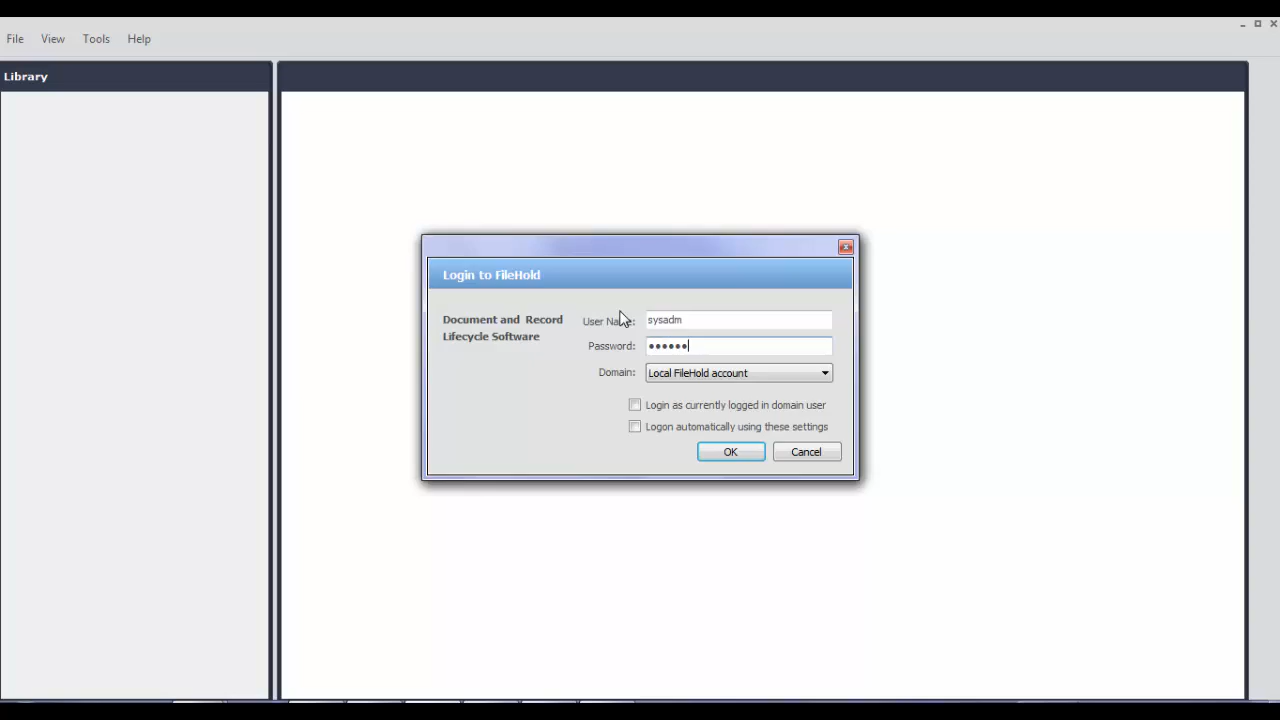 File View Tools Help
Library
Login to FileHold
Document and Record
Lifecycle Software
User Name: sysadm
Password: ●●●●●●
Domain: Local FileHold account
Login as currently logged in domain user
Logon automatically using these settings
OK Cancel